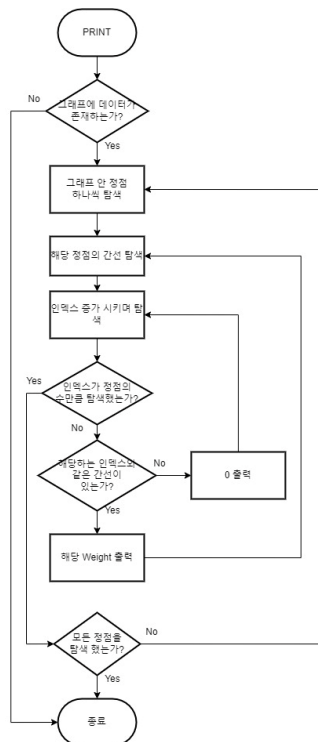 PRINT
No
그래프에 데이터가
존재하는가?
Yes
그래프 안 정점
하나씩 탐색
해당 정점의 간선 탐색
인덱스 증가 시키며 탐
색
Yes
인덱스가 정점의
수만큼 탐색했는가?
No
해당하는 인덱스와
같은 간선이
있는가?
No
0 출력
Yes
해당 Weight 출력
모든 정점을
탐색 했는가?
No
Yes
종료